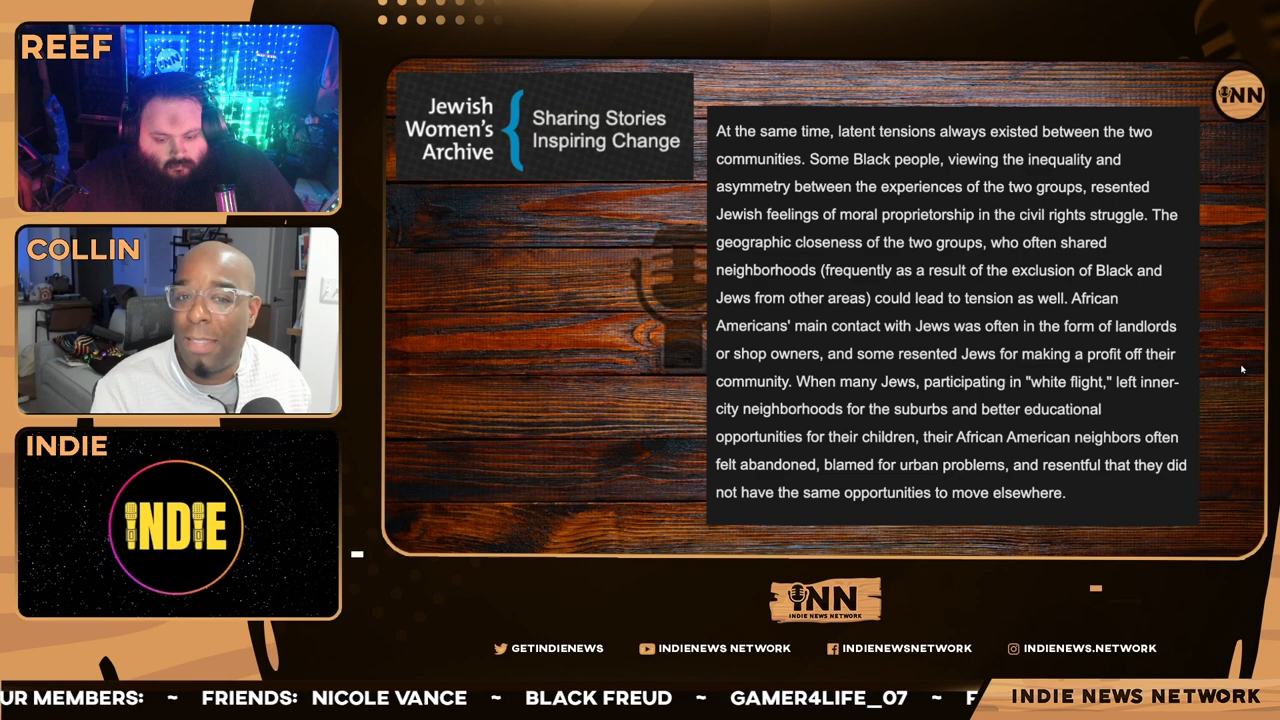 REEF
COLLIN
INDIE
INDIE
Jewish
Women's
Archive
Sharing Stories
Inspiring Change
INN
At the same time, latent tensions always existed between the two
communities. Some Black people, viewing the inequality and
asymmetry between the experiences of the two groups, resented
Jewish feelings of moral proprietorship in the civil rights struggle. The
geographic closeness of the two groups, who often shared
neighborhoods (frequently as a result of the exclusion of Black and
Jews from other areas) could lead to tension as well. African
Americans' main contact with Jews was often in the form of landlords
or shop owners, and some resented Jews for making a profit off their
community. When many Jews, participating in "white flight," left inner-
city neighborhoods for the suburbs and better educational
opportunities for their children, their African American neighbors often
felt abandoned, blamed for urban problems, and resentful that they did
not have the same opportunities to move elsewhere.
INN
INDIE NEWS NETWORK
GETINDIENEWS
INDIENEWS NETWORK
INDIENEWSNETWORK
INDIENEWS.NETWORK
UR MEMBERS: ~ FRIENDS: NICOLE VANCE ~ BLACK FREUD ~ GAMER4LIFE_07 ~ F
INDIE NEWS NETWORK